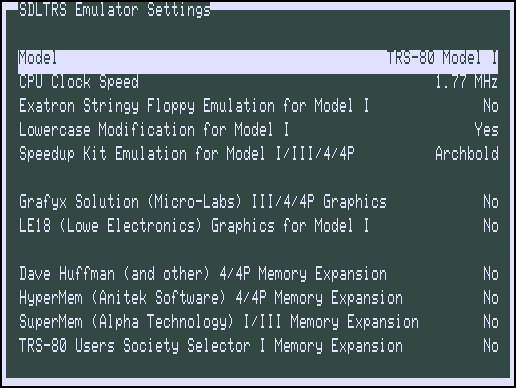 SDLTRS Emulator Settings
Model TRS-80 Model I
CPU Clock Speed 1.77 MHz
Exatron Stringy Floppy Emulation for Model I No
Lowercase Modification for Model I Yes
Speedup Kit Emulation for Model I/III/4/4P Archbold
Grafyx Solution (Micro-Labs) III/4/4P Graphics No
LE18 (Lowe Electronics) Graphics for Model I No
Dave Huffman (and other) 4/4P Memory Expansion No
HyperMem (Anitek Software) 4/4P Memory Expansion No
SuperMem (Alpha Technology) I/III Memory Expansion No
TRS-80 Users Society Selector I Memory Expansion No